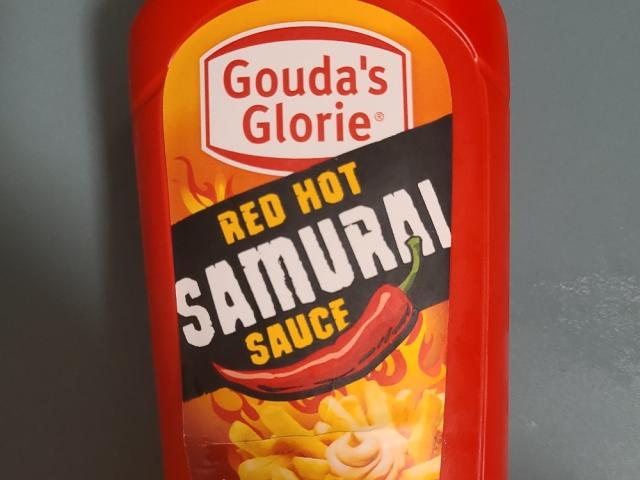 Gouda's
Glorie®
RED HOT
SAMURAI
SAUCE